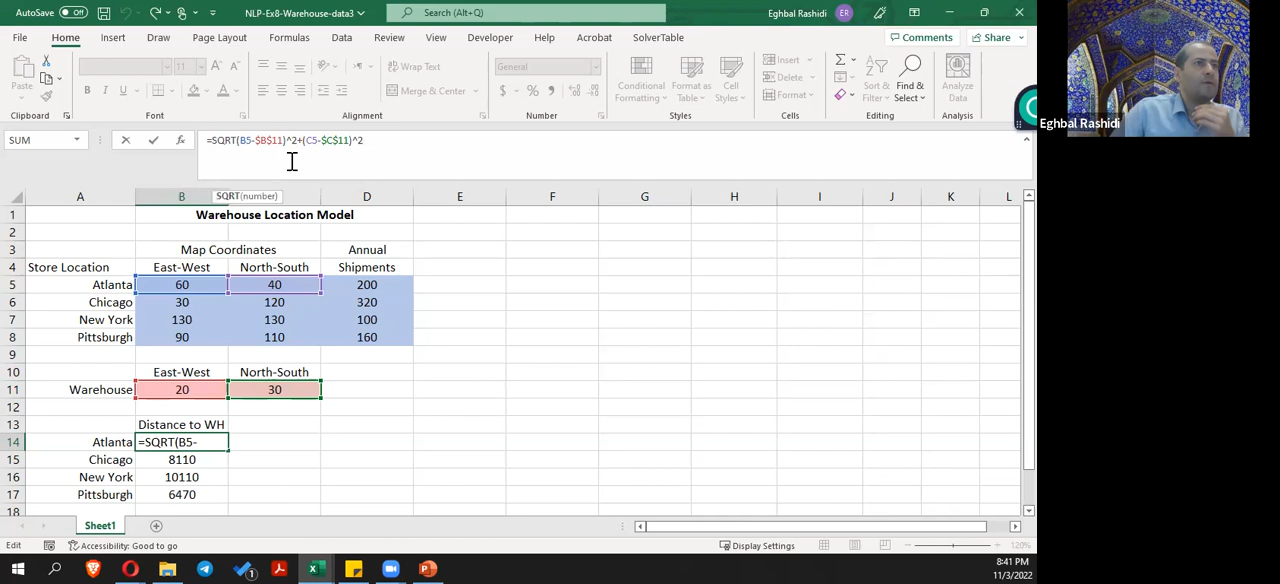 AutoSave Off NLP-Ex8-Warehouse-data3 Search (Alt+Q) Eghbal Rashidi ER
File Home Insert Draw Page Layout Formulas Data Review View Developer Help Acrobat SolverTable Comments Share
Paste 11 A A Wrap Text General Insert Σ
B I U Merge & Center $ % Conditional Formatting Format as Table Cell Styles Delete Format Sort & Filter Find & Select Analyze Data
Clipboard Font Alignment Number Styles Cells Editing Analysis
Eghbal Rashidi
SUM fx =SQRT(B5-$B$11)^2+(C5-$C$11)^2
SQRT(number)
A B C D E F G H I J K L
1 Warehouse Location Model
2
3 Map Coordinates Annual
4 Store Location East-West North-South Shipments
5 Atlanta 60 40 200
6 Chicago 30 120 320
7 New York 130 130 100
8 Pittsburgh 90 110 160
9
10 East-West North-South
11 Warehouse 20 30
12
13 Distance to WH
14 Atlanta =SQRT(B5-
15 Chicago 8110
16 New York 10110
17 Pittsburgh 6470
18
Sheet1
Edit Accessibility: Good to go Display Settings 120%
1
8:41 PM
11/3/2022